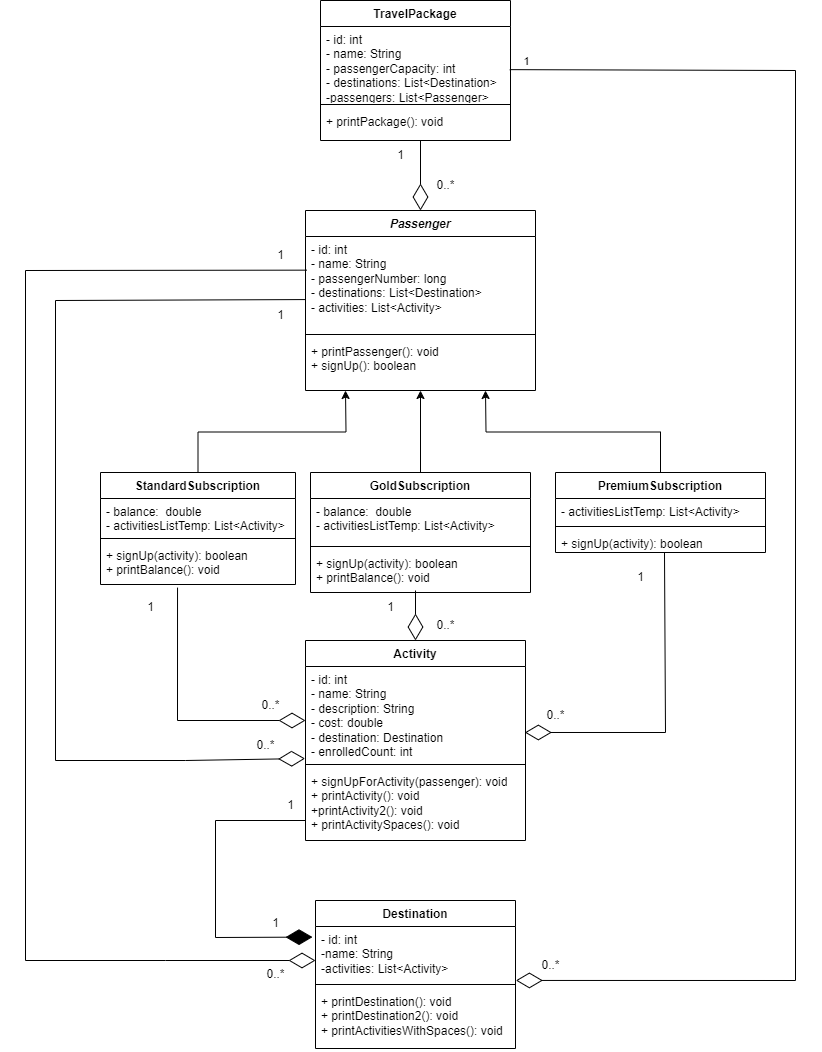 TravelPackage
- id: int
- name: String
- passengerCapacity: int
- destinations: List<Destination>
-passengers: List<Passenger>
+ printPackage(): void
1
1
0..*
Passenger
- id: int
- name: String
- passengerNumber: long
- destinations: List<Destination>
- activities: List<Activity>
+ printPassenger(): void
+ signUp(): boolean
1
1
StandardSubscription
- balance:  double
- activitiesListTemp: List<Activity>
+ signUp(activity): boolean
+ printBalance(): void
GoldSubscription
- balance:  double
- activitiesListTemp: List<Activity>
+ signUp(activity): boolean
+ printBalance(): void
PremiumSubscription
- activitiesListTemp: List<Activity>
+ signUp(activity): boolean
1
1
1
0..*
Activity
- id: int
- name: String
- description: String
- cost: double
- destination: Destination
- enrolledCount: int
+ signUpForActivity(passenger): void
+ printActivity(): void
+printActivity2(): void
+ printActivitySpaces(): void
0..*
0..*
0..*
1
1
Destination
- id: int
-name: String
-activities: List<Activity>
+ printDestination(): void
+ printDestination2(): void
+ printActivitiesWithSpaces(): void
0..*
0..*